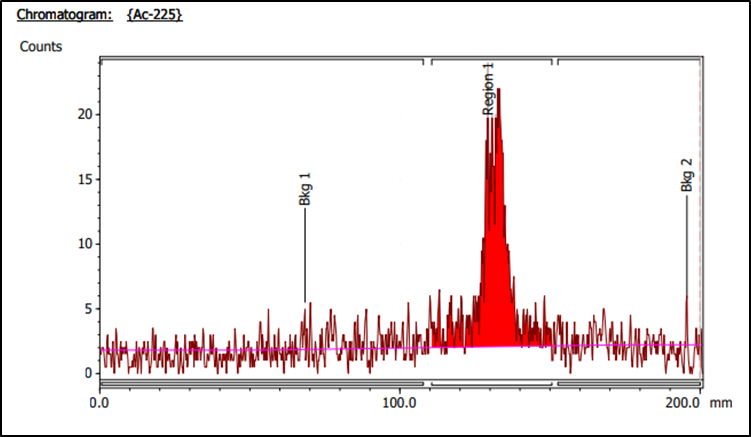 Chromatogram: {Ac-225}
Counts
Region 1
Bkg 1
Bkg 2
20
15
10
5
0
0.0 100.0 200.0 mm